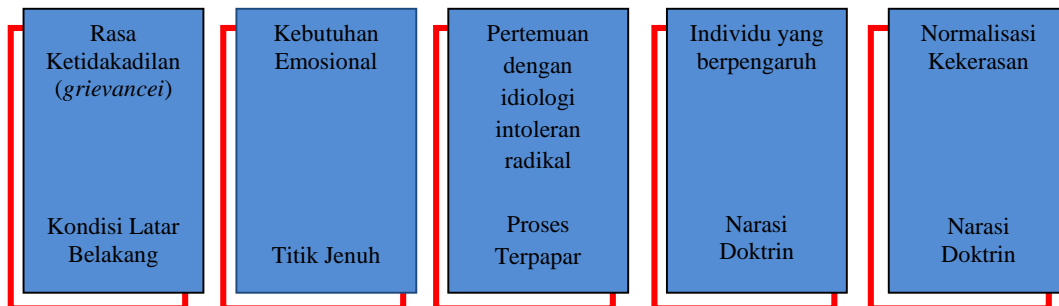 Rasa
Ketidakadilan
(grievancei)
Kondisi Latar
Belakang
Kebutuhan
Emosional
Titik Jenuh
Pertemuan
dengan
idiologi
intoleran
radikal
Proses
Terpapar
Individu yang
berpengaruh
Narasi
Doktrin
Normalisasi
Kekerasan
Narasi
Doktrin